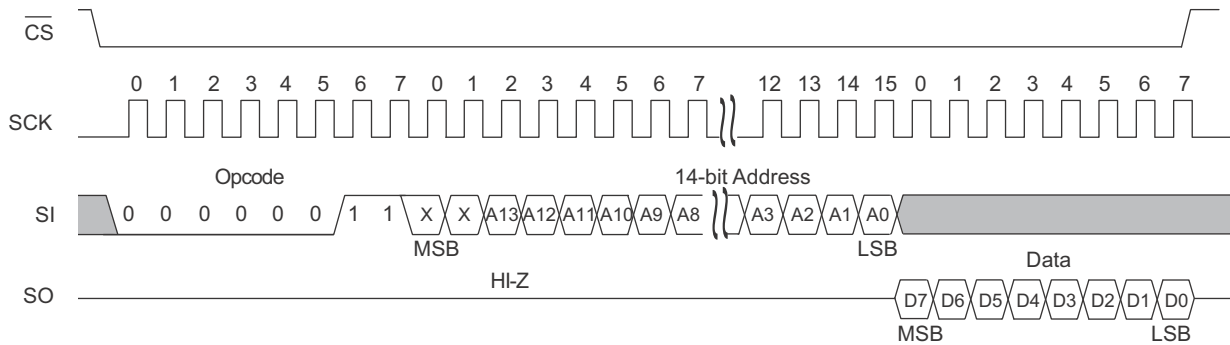 CS
0 1 2 3 4 5 6 7 0 1 2 3 4 5 6 7 12 13 14 15 0 1 2 3 4 5 6 7
SCK
Opcode 14-bit Address
SI 0 0 0 0 0 0 1 1 X X A13 A12 A11 A10 A9 A8 A3 A2 A1 A0
MSB LSB
HI-Z Data
SO D7 D6 D5 D4 D3 D2 D1 D0
MSB LSB